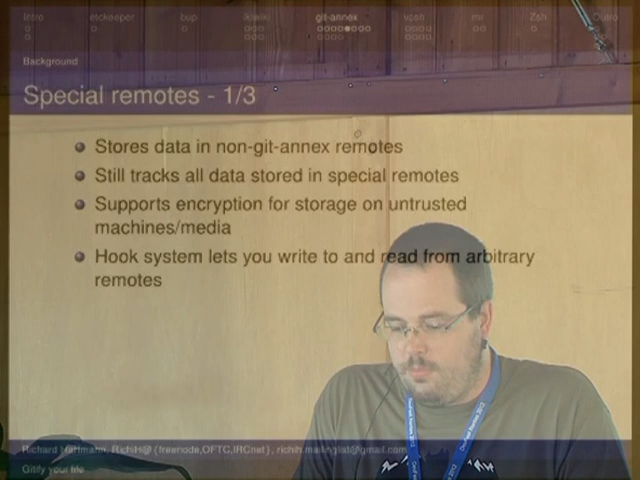 Intro etckeeper bup ikiwiki git-annex vcsh mr Zsh Outro
Background
Special remotes - 1/3
Stores data in non-git-annex remotes
Still tracks all data stored in special remotes
Supports encryption for storage on untrusted
machines/media
Hook system lets you write to and read from arbitrary
remotes
Richard Hartmann, RichiH@{freenode,OFTC,IRCnet}, richih.mailinglist@gmail.com
Gitify your life